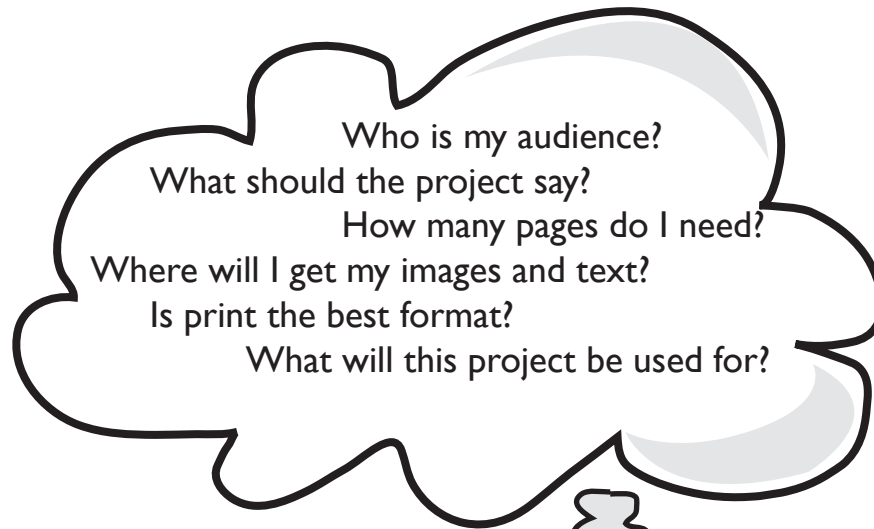 Who is my audience?
What should the project say?
How many pages do I need?
Where will I get my images and text?
Is print the best format?
What will this project be used for?